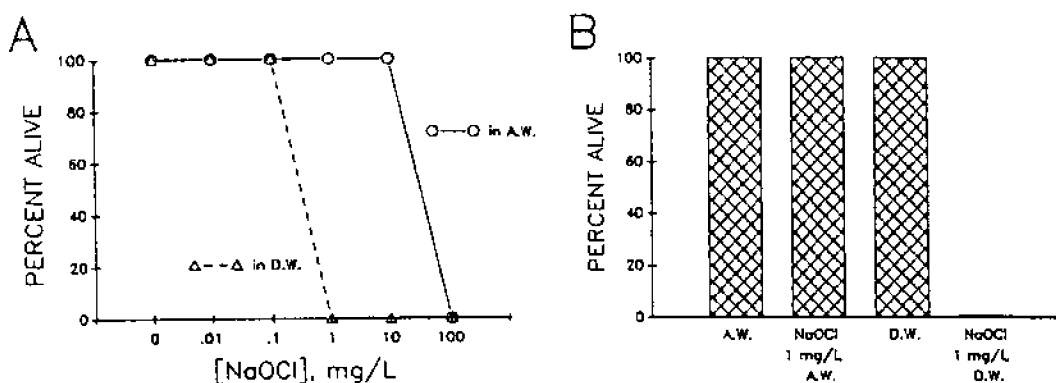 A
PERCENT ALIVE
100
80
60
40
20
0
0 .01 .1 1 10 100
[NaOCl], mg/L
in A.W.
in D.W.
B
PERCENT ALIVE
100
80
60
40
20
0
A.W. NaOCl D.W. NaOCl
1 mg/L 1 mg/L
A.W. D.W.